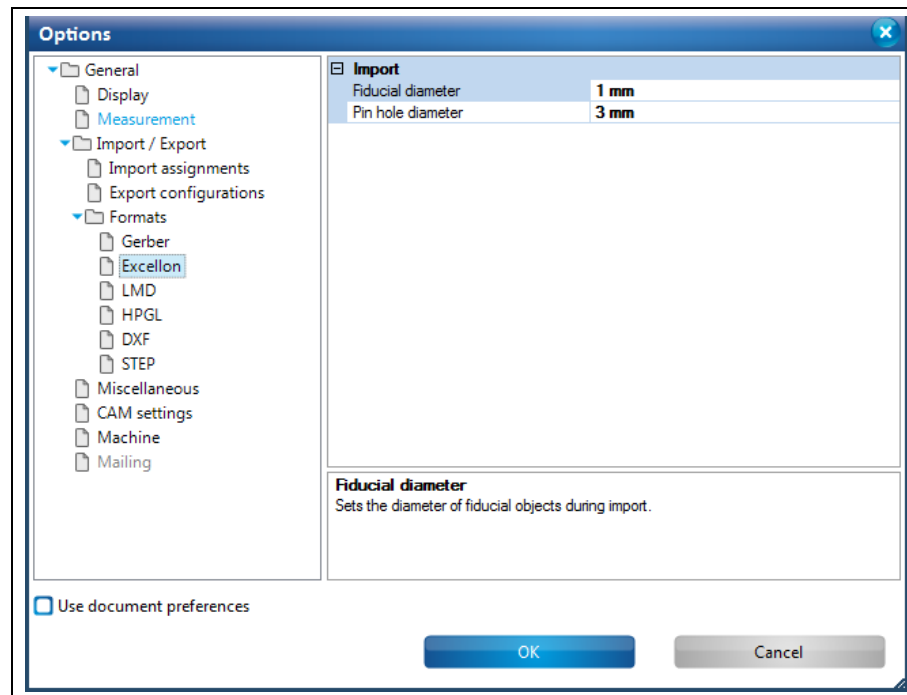 Options
General
Display
Measurement
Import / Export
Import assignments
Export configurations
Formats
Gerber
Excellon
LMD
HPGL
DXF
STEP
Miscellaneous
CAM settings
Machine
Mailing
Import
Fiducial diameter 1 mm
Pin hole diameter 3 mm
Fiducial diameter
Sets the diameter of fiducial objects during import.
Use document preferences
OK Cancel